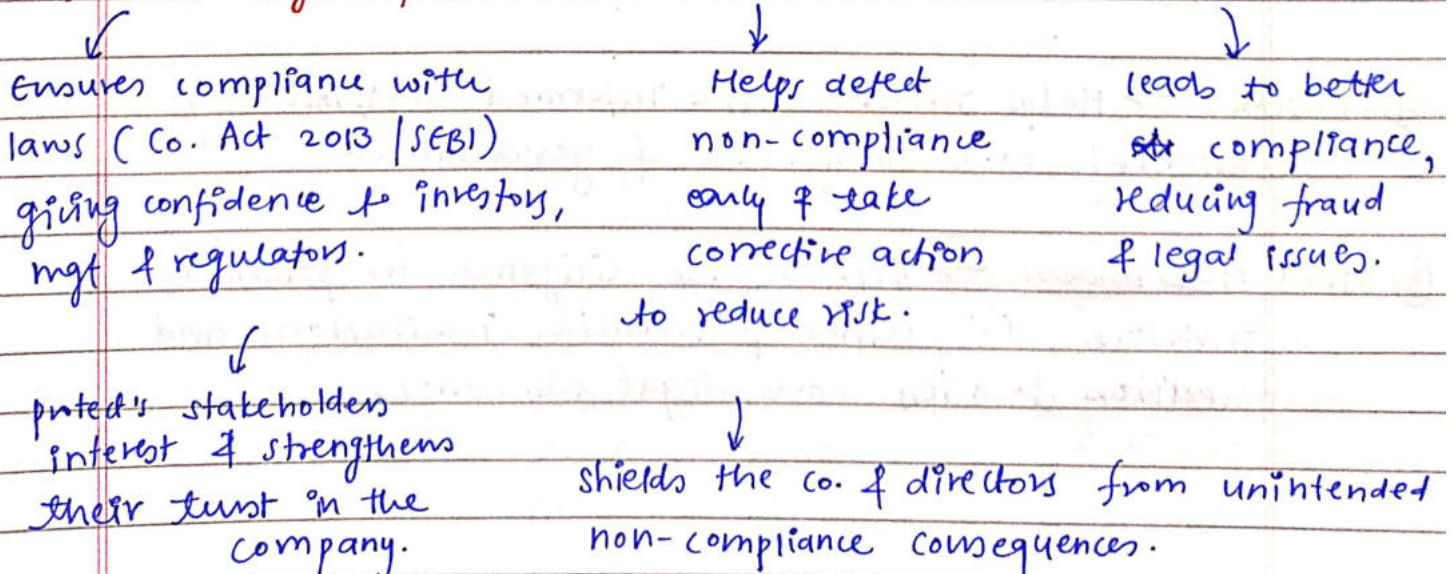 Ensures compliance with
laws ( Co. Act 2013 | SEBI)
giving confidence to investors,
mgt & regulators.
Helps detect
non-compliance
early & take
corrective action
to reduce risk.
leads to better
compliance,
reducing fraud
& legal issues.
protect's stakeholders
interest & strengthens
their trust in the
company.
shields the co. & directors from unintended
non-compliance consequences.